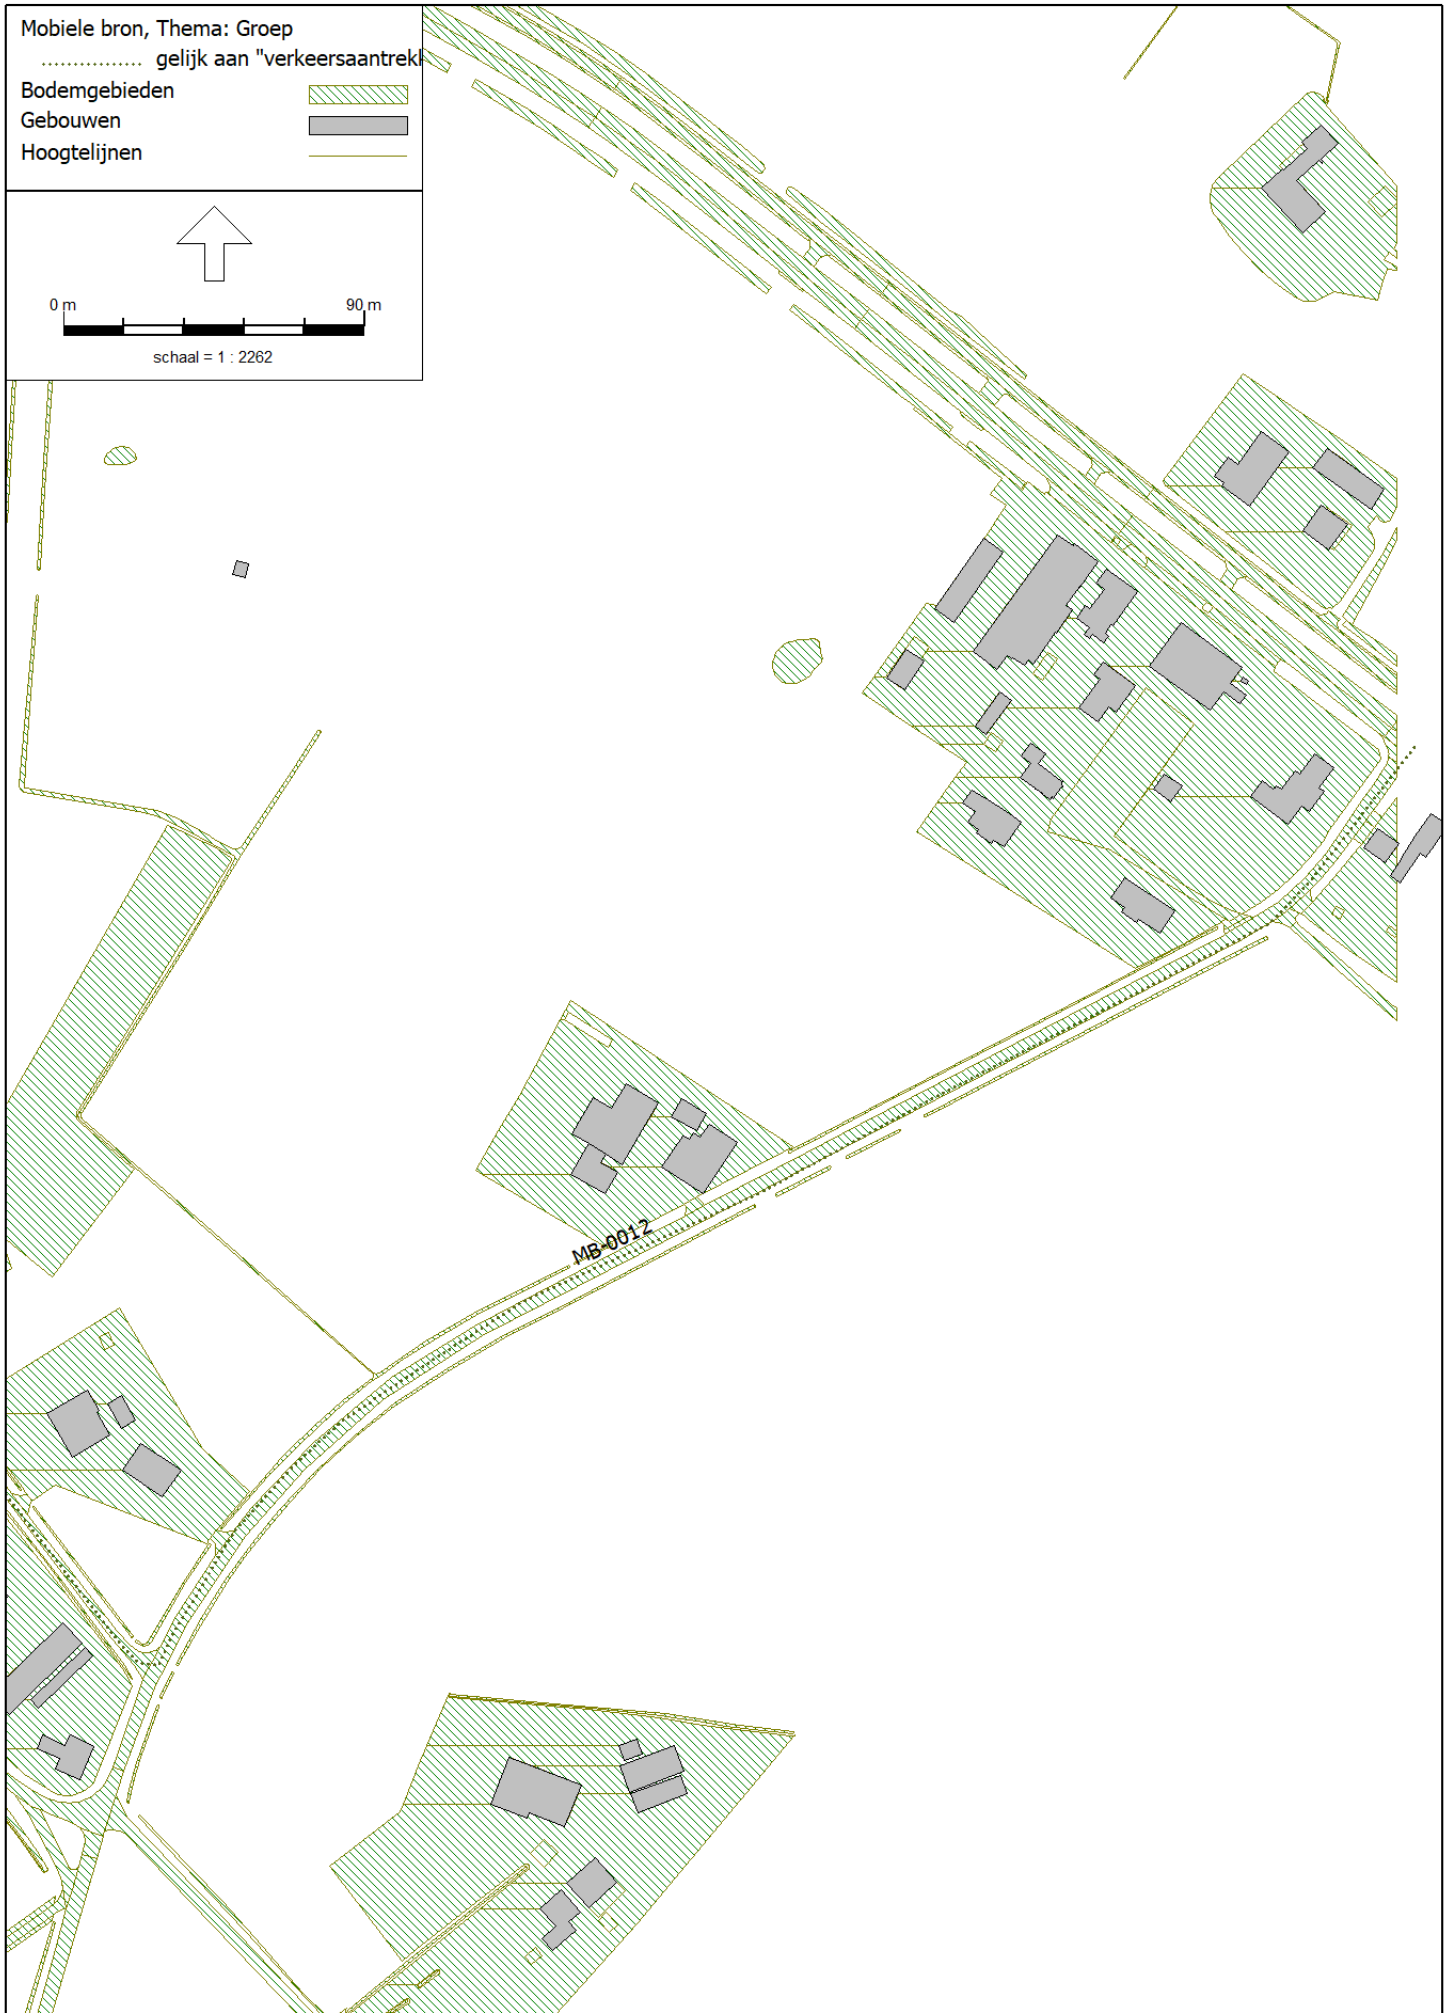 Mobiele bron, Thema: Groep
gelijk aan "verkeersaantrekl
Bodemgebieden
Gebouwen
Hoogtelijnen
0 m 90 m
schaal = 1 : 2262
MB-0012